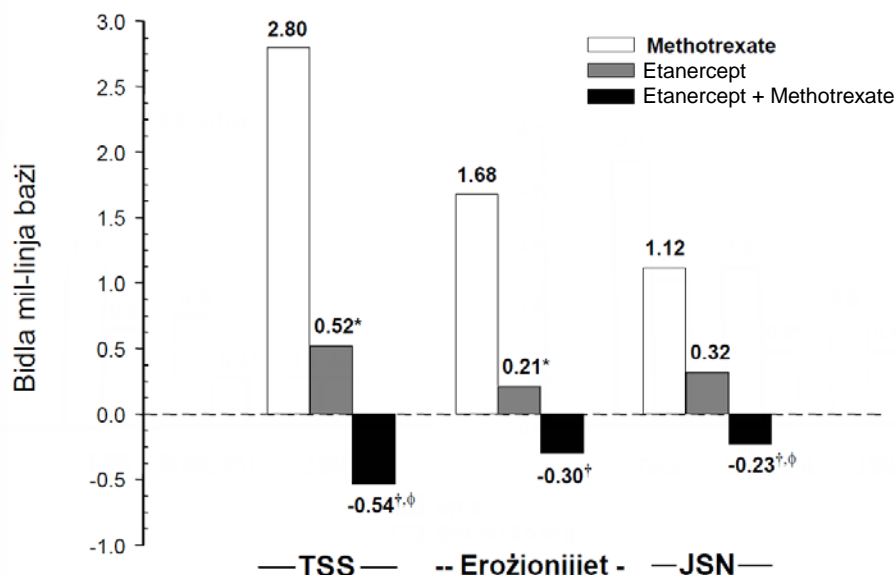 Bidla mil-linja bażi
3.0
2.5
2.0
1.5
1.0
0.5
0.0
-0.5
-1.0
Methotrexate
Etanercept
Etanercept + Methotrexate
2.80
0.52*
-0.54†,ϕ
1.68
0.21*
-0.30†
1.12
0.32
-0.23†,ϕ
TSS
-- Erożjonijiet -
JSN